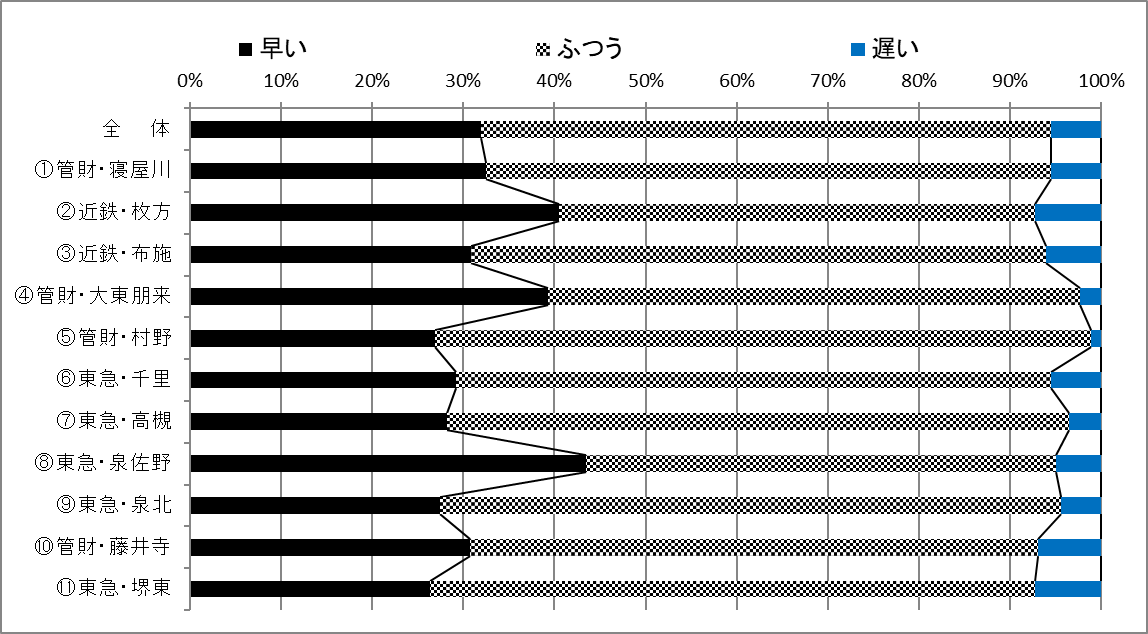 早い ふつう 遅い
0% 10% 20% 30% 40% 50% 60% 70% 80% 90% 100%
全　体
①管財・寝屋川
②近鉄・枚方
③近鉄・布施
④管財・大東朋来
⑤管財・村野
⑥東急・千里
⑦東急・高槻
⑧東急・泉佐野
⑨東急・泉北
⑩管財・藤井寺
⑪東急・堺東